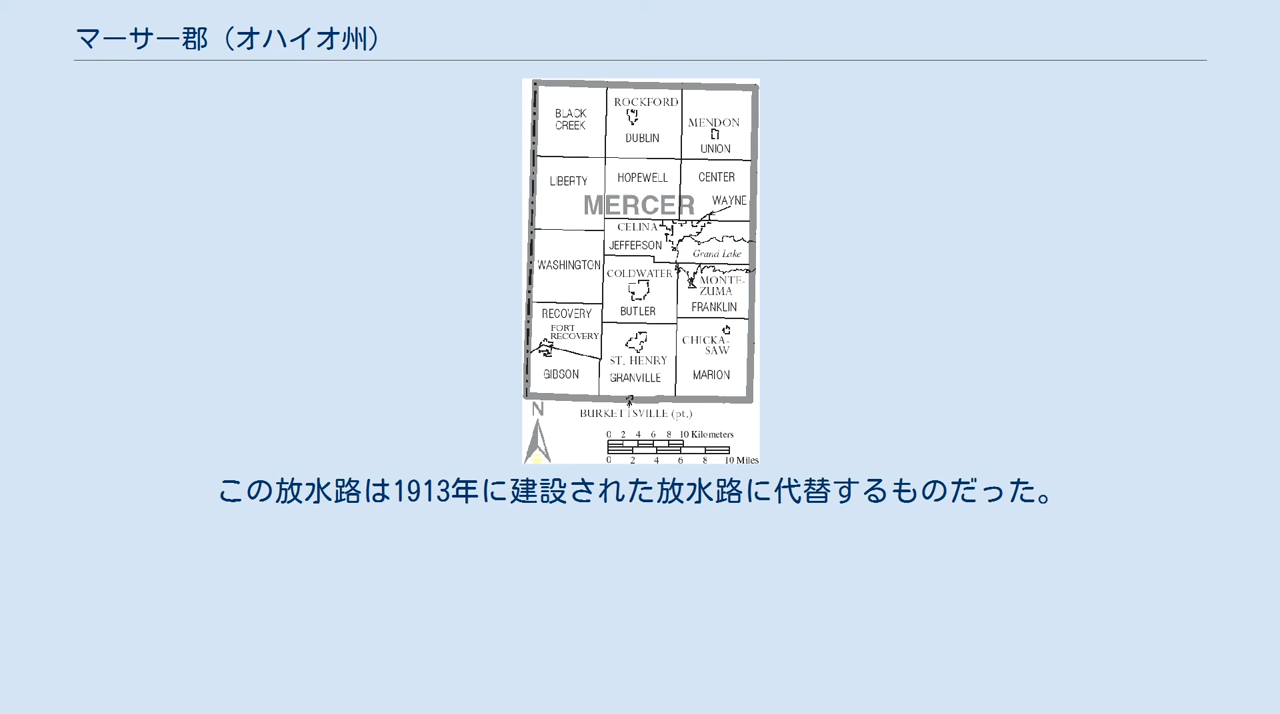 マーサー郡（オハイオ州）
BLACK
CREEK
ROCKFORD
DUBLIN
MENDON
UNION
LIBERTY
HOPEWELL
CENTER
MERCER
WAYNE
CELINA
JEFFERSON
Grand Lake
WASHINGTON
COLDWATER
MONTE-
ZUMA
BUTLER
FRANKLIN
RECOVERY
FORT
RECOVERY
CHICKA-
SAW
ST. HENRY
GIBSON
GRANVILLE
MARION
N
BURKETTSVILLE (pt.)
0 2 4 6 8 10 Kilometers
0 2 4 6 8 10 Miles
この放水路は1913年に建設された放水路に代替するものだった。